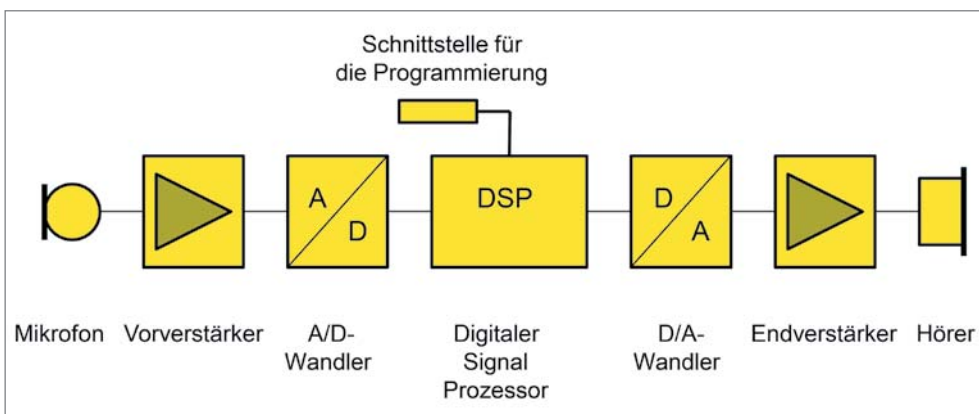 Schnittstelle für
die Programmierung
A
D
DSP
D
A
Mikrofon
Vorverstärker
A/D-
Wandler
Digitaler
Signal
Prozessor
D/A-
Wandler
Endverstärker
Hörer